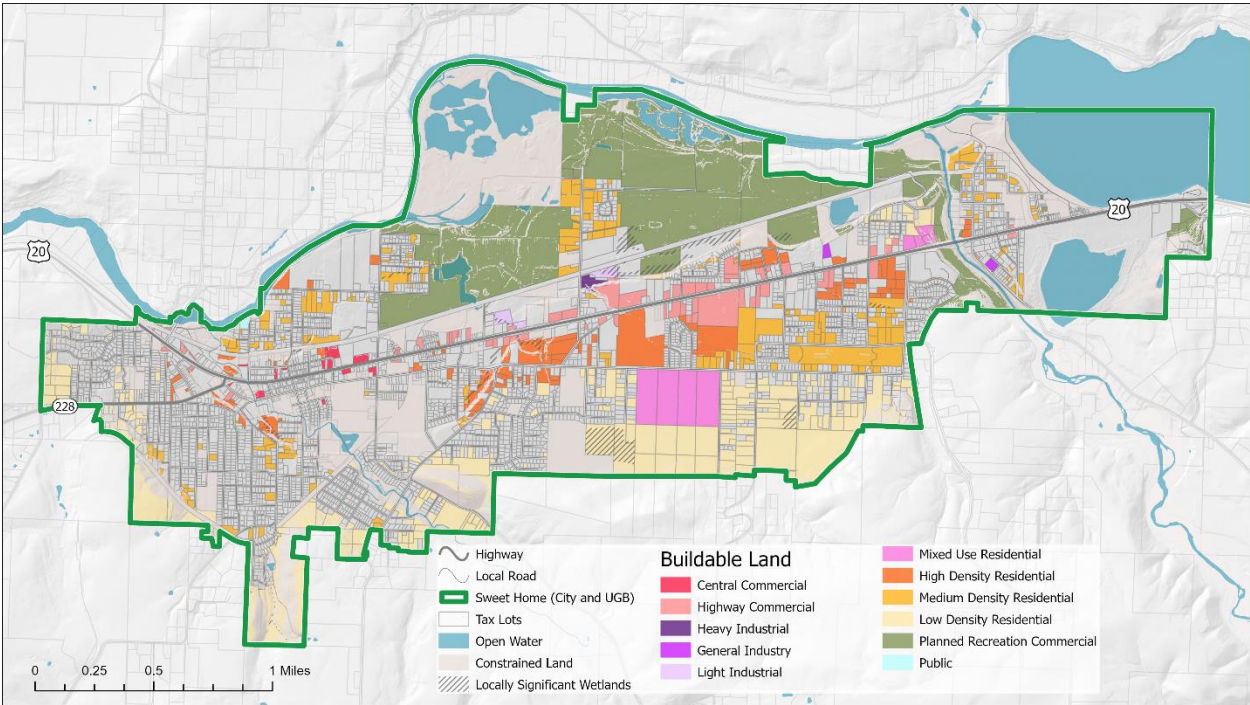 20
20
228
Highway
Local Road
Sweet Home (City and UGB)
Tax Lots
Open Water
Constrained Land
Locally Significant Wetlands
Buildable Land
Central Commercial
Highway Commercial
Heavy Industrial
General Industry
Light Industrial
Mixed Use Residential
High Density Residential
Medium Density Residential
Low Density Residential
Planned Recreation Commercial
Public
0 0.25 0.5 1 Miles